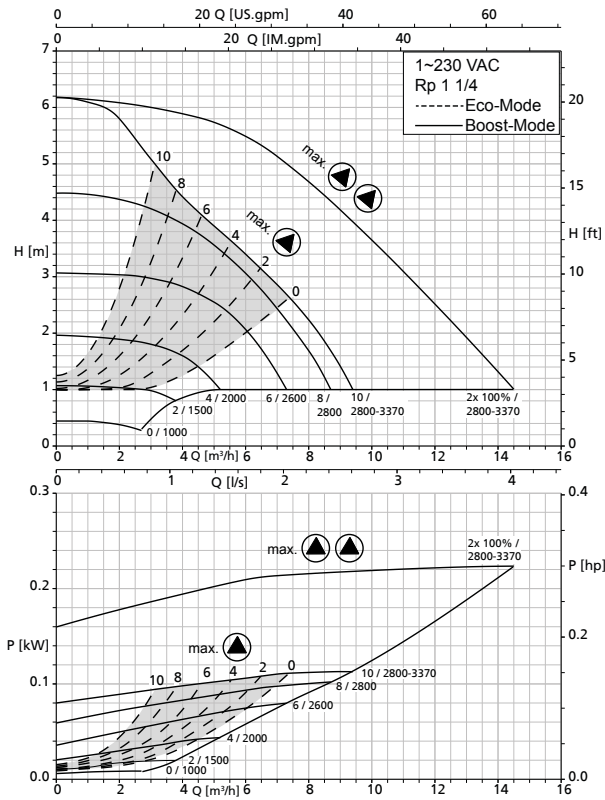 Q [US.gpm]
0 20 40 60
Q [IM.gpm]
0 20 40
7
6
5
4
H [m]
3
2
1
0
20
15
H [ft]
10
5
0
1~230 VAC
Rp 1 1/4
Eco-Mode
Boost-Mode
max.
max.
10
8
6
4
2
0
4 / 2000
6 / 2600
8 /
2800
10 /
2800-3370
2x 100% /
2800-3370
2 / 1500
0 / 1000
0 2 4 6 8 10 12 14 16
Q [m³/h]
0 1 2 3 4
Q [l/s]
0.3
0.2
P [kW]
0.1
0.0
0.4
P [hp]
0.2
0.0
max.
2x 100% /
2800-3370
max.
10 8 6 4 2 0
10 / 2800-3370
8 / 2800
6 / 2600
4 / 2000
2 / 1500
0 / 1000
0 2 4 6 8 10 12 14 16
Q [m³/h]